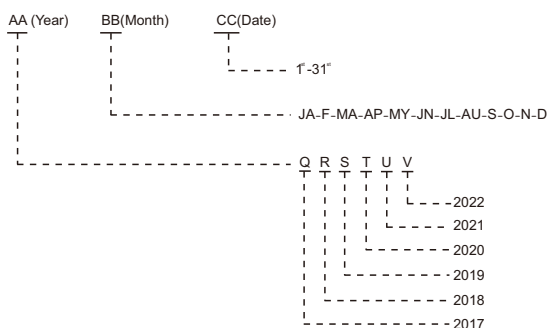 AA (Year) BB(Month) CC(Date)
1st-31st
JA-F-MA-AP-MY-JN-JL-AU-S-O-N-D
Q R S T U V
2022
2021
2020
2019
2018
2017